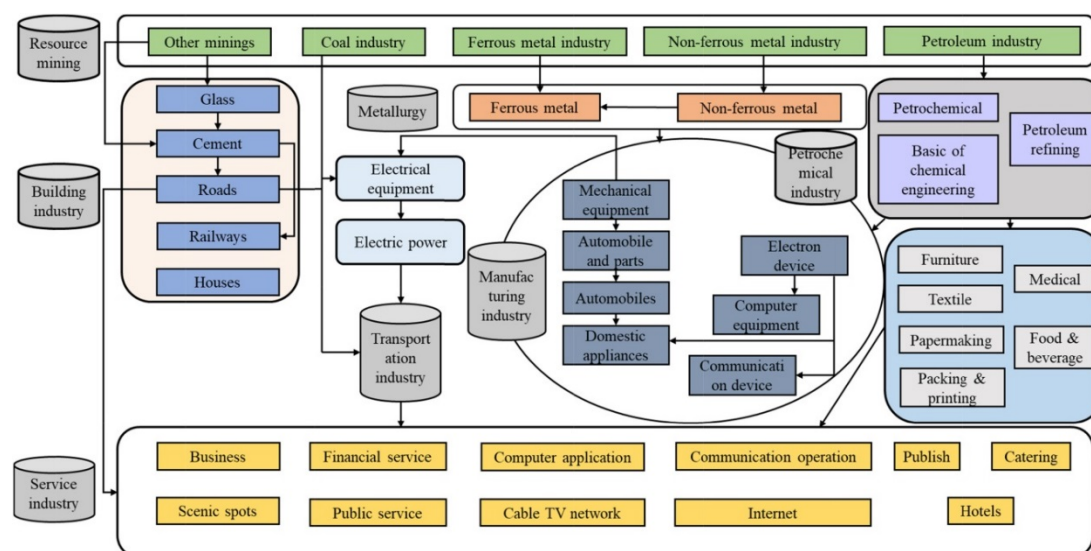 Resource
mining
Other minings
Coal industry
Ferrous metal industry
Non-ferrous metal industry
Petroleum industry
Glass
Cement
Roads
Railways
Houses
Building
industry
Metallurgy
Ferrous metal
Non-ferrous metal
Electrical
equipment
Electric power
Transport
ation
industry
Petroche
mical
industry
Manufac
turing
industry
Mechanical
equipment
Automobile
and parts
Automobiles
Domestic
appliances
Electron
device
Computer
equipment
Communicati
on device
Petrochemical
Basic of
chemical
engineering
Petroleum
refining
Furniture
Textile
Papermaking
Packing &
printing
Medical
Food &
beverage
Service
industry
Business
Financial service
Computer application
Communication operation
Publish
Catering
Scenic spots
Public service
Cable TV network
Internet
Hotels